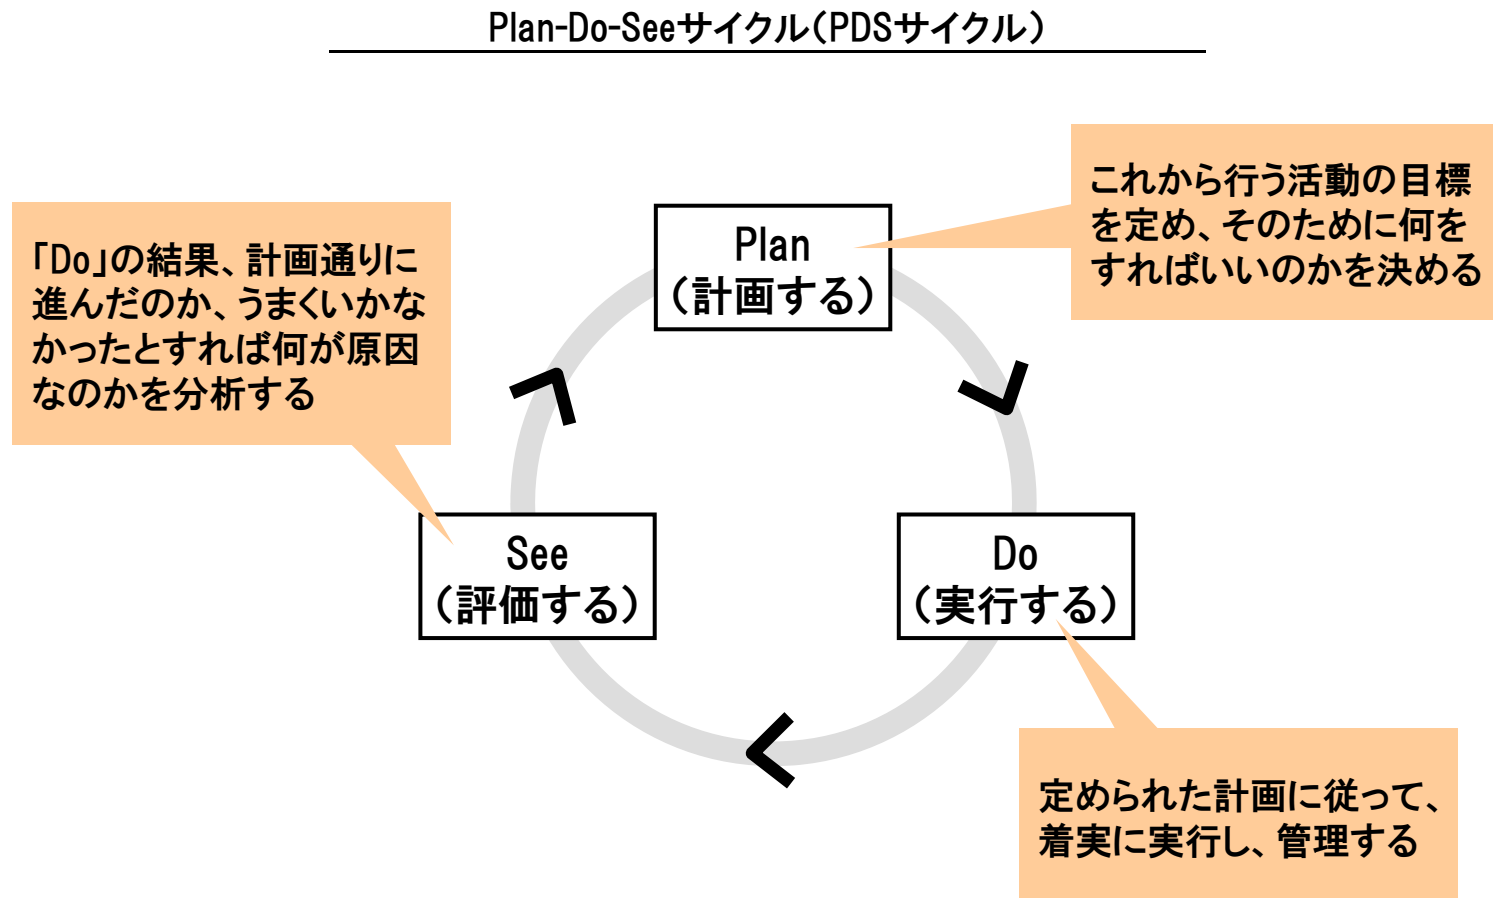 Plan-Do-Seeサイクル（PDSサイクル）
これから行う活動の目標
を定め、そのために何を
すればいいのかを決める
Plan
（計画する）
「Do」の結果、計画通りに
進んだのか、うまくいかな
かったとすれば何が原因
なのかを分析する
See
（評価する）
Do
（実行する）
定められた計画に従って、
着実に実行し、管理する